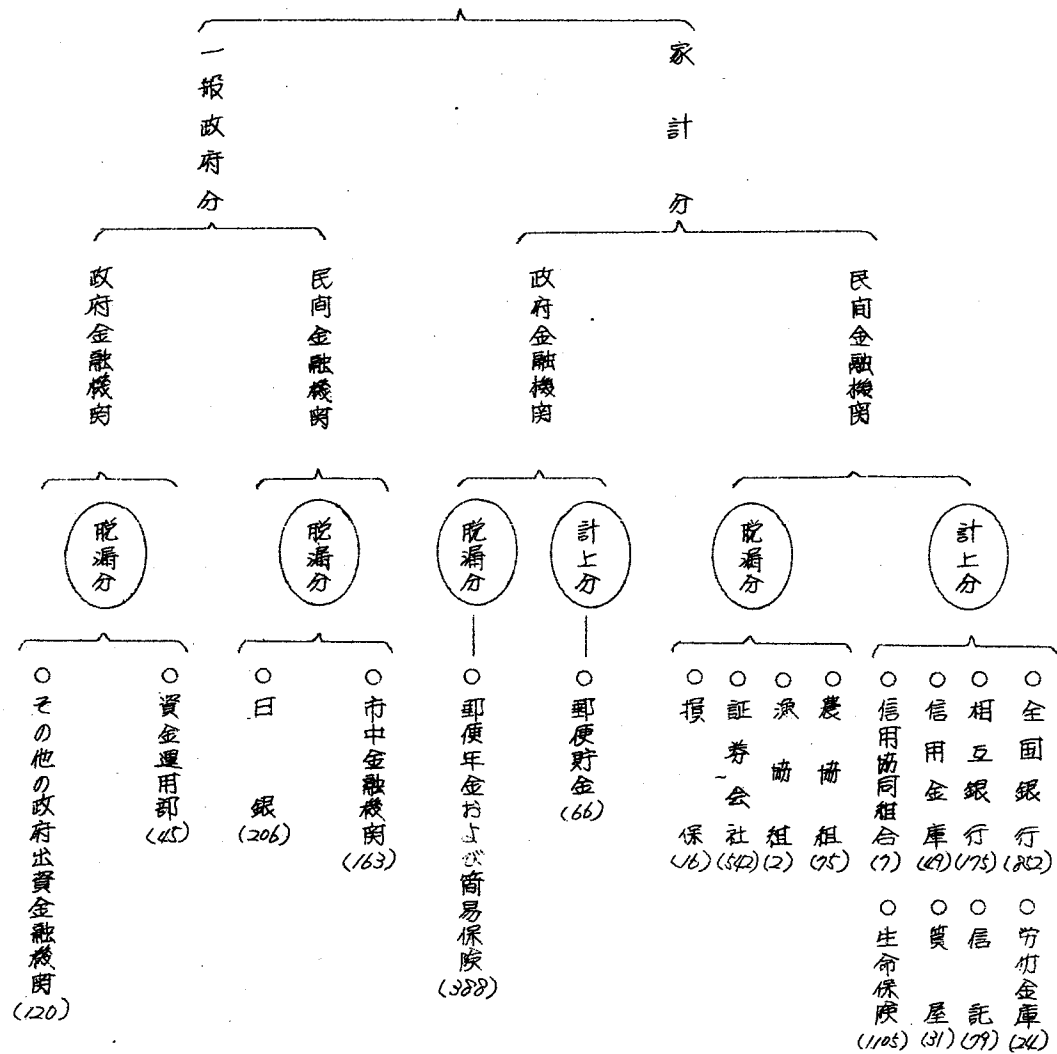 家計分
一般政府分
民間金融機関
政府金融機関
民間金融機関
政府金融機関
計上分
脱漏分
計上分
脱漏分
脱漏分
脱漏分
○全国銀行(852)
○相互銀行(175)
○信用金庫(49)
○信用協同組合(7)
○労働金庫(24)
○信託(79)
○質屋(31)
○生命保険(1105)
○農協組(75)
○漁協組(2)
○証券会社(542)
○損保(16)
○郵便貯金(66)
○郵便年金および簡易保険(388)
○市中金融機関(163)
○日銀(206)
○資金運用部(45)
○その他の政府出資金融機関(120)